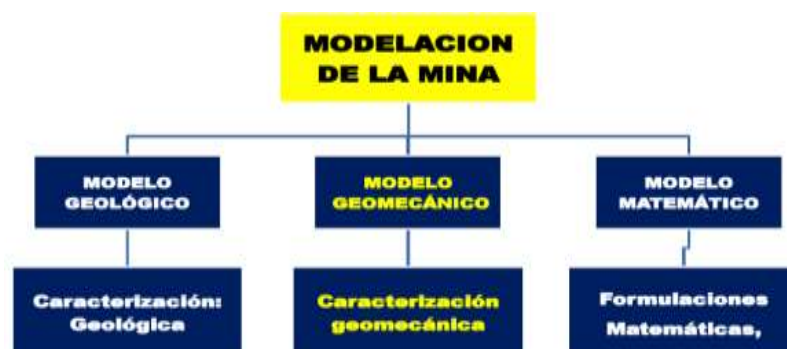 MODELACION
DE LA MINA
MODELO
GEOLÓGICO
MODELO
GEOMECÁNICO
MODELO
MATEMÁTICO
Caracterización:
Geológica
Caracterización
geomecánica
Formulaciones
Matemáticas,